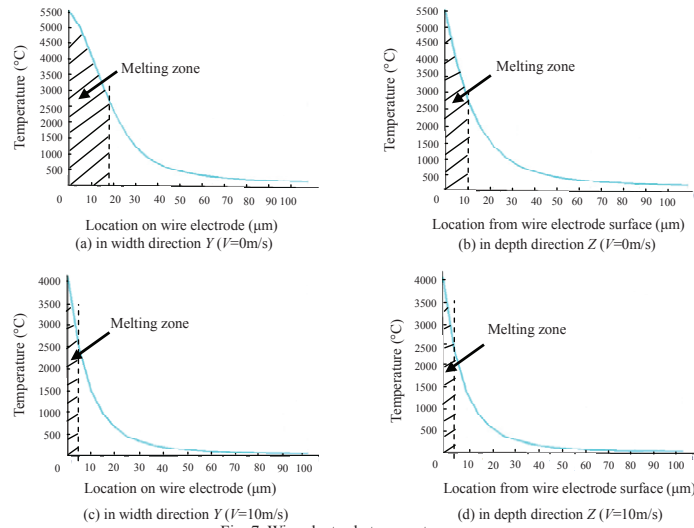 5500
5000
4500
4000
3500
3000
2500
2000
1500
1000
500
0 10 20 30 40 50 60 70 80 90 100
Temperature (°C)
Melting zone
Location on wire electrode (μm)
(a) in width direction Y (V=0m/s)
5500
5000
4500
4000
3500
3000
2500
2000
1500
1000
500
0 10 20 30 40 50 60 70 80 90 100
Temperature (°C)
Melting zone
Location from wire electrode surface (μm)
(b) in depth direction Z (V=0m/s)
4000
3500
3000
2500
2000
1500
1000
500
0 10 20 30 40 50 60 70 80 90 100
Temperature (°C)
Melting zone
Location on wire electrode (μm)
(c) in width direction Y (V=10m/s)
4000
3500
3000
2500
2000
1500
1000
500
0 10 20 30 40 50 60 70 80 90 100
Temperature (°C)
Melting zone
Location from wire electrode surface (μm)
(d) in depth direction Z (V=10m/s)